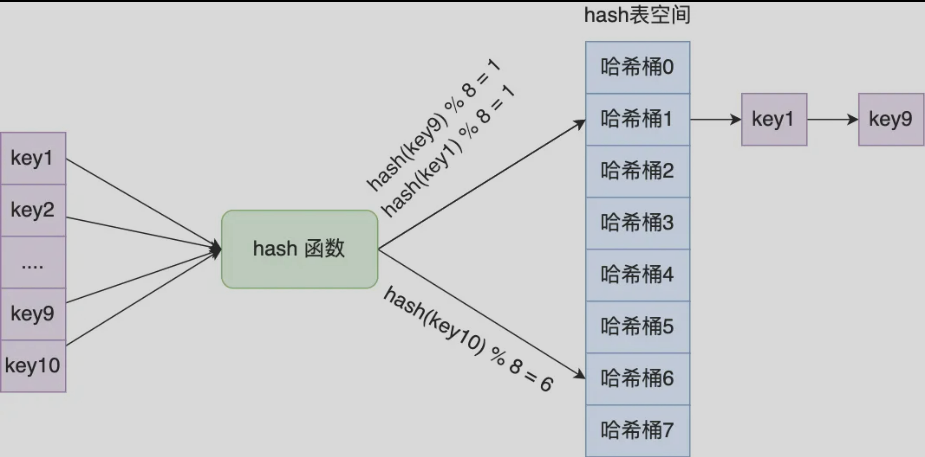 hash表空间
key1
key2
....
key9
key10
hash 函数
hash(key9) % 8 = 1
hash(key1) % 8 = 1
hash(key10) % 8 = 6
哈希桶0
哈希桶1
哈希桶2
哈希桶3
哈希桶4
哈希桶5
哈希桶6
哈希桶7
key1
key9